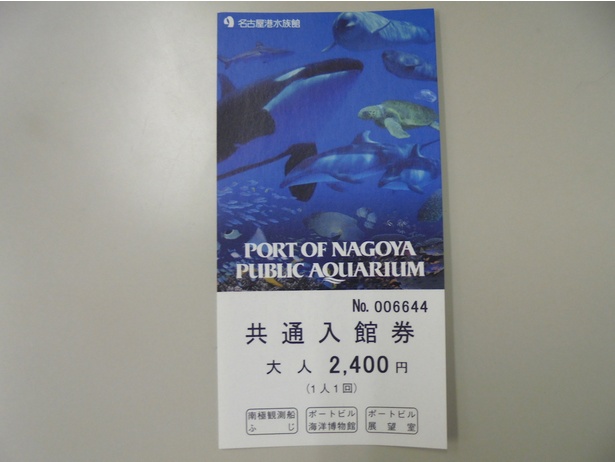 名古屋港水族館
PORT OF NAGOYA
PUBLIC AQUARIUM
No. 006644
共通入館券
大人 2,400円
(1人1回)
南極観測船
ふじ
ポートビル
海洋博物館
ポートビル
展望室